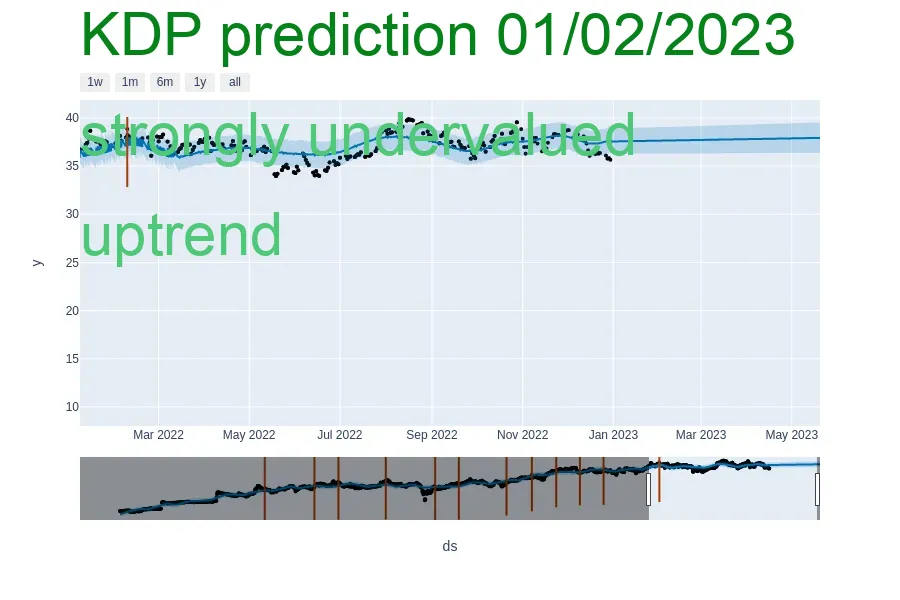 KDP prediction 01/02/2023
1w 1m 6m 1y all
strongly undervalued
uptrend
40
35
30
25
20
15
10
y
Mar 2022 May 2022 Jul 2022 Sep 2022 Nov 2022 Jan 2023 Mar 2023 May 2023
ds